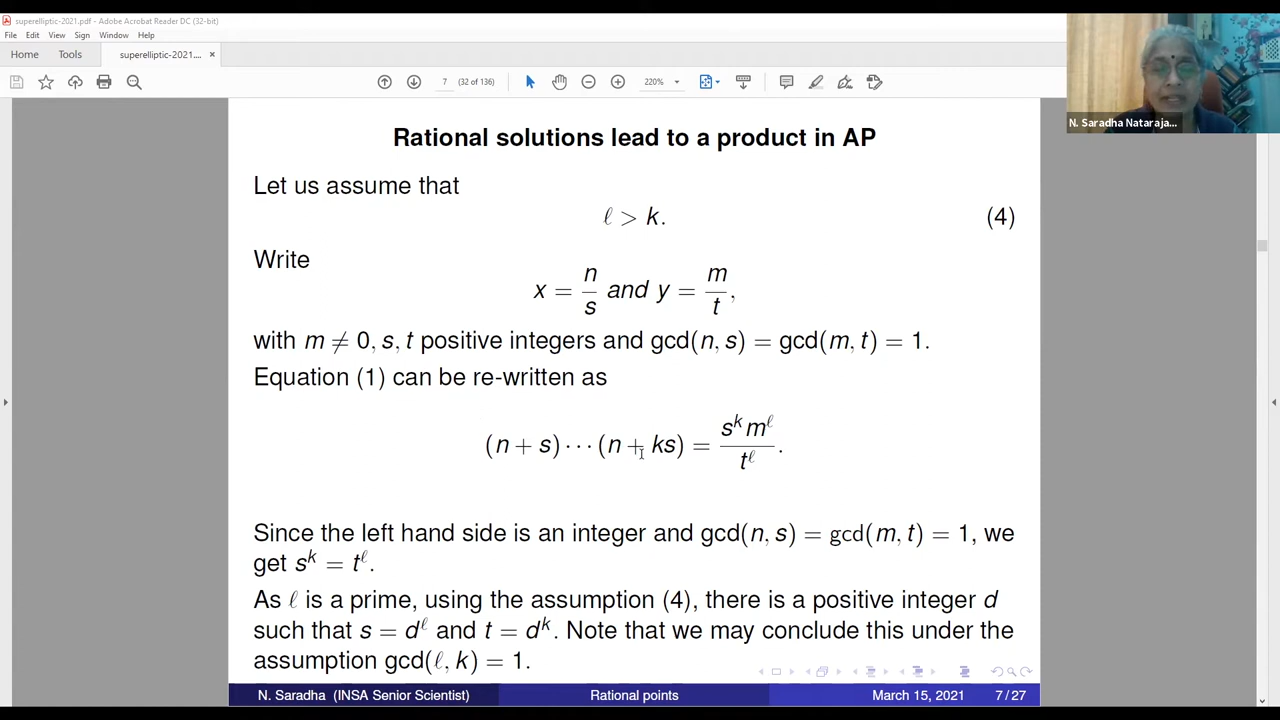 superelliptic-2021.pdf - Adobe Acrobat Reader DC (32-bit)
File Edit View Sign Window Help
Home Tools superelliptic-2021.... ×
7 (32 of 136) 220%
N. Saradha Nataraja...
Rational solutions lead to a product in AP
Let us assume that
ℓ > k. (4)
Write
x = n/s and y = m/t,
with m ≠ 0, s, t positive integers and gcd(n, s) = gcd(m, t) = 1.
Equation (1) can be re-written as
(n + s) ··· (n + ks) = s^k m^ℓ / t^ℓ.
Since the left hand side is an integer and gcd(n, s) = gcd(m, t) = 1, we
get s^k = t^ℓ.
As ℓ is a prime, using the assumption (4), there is a positive integer d
such that s = d^ℓ and t = d^k. Note that we may conclude this under the
assumption gcd(ℓ, k) = 1.
N. Saradha (INSA Senior Scientist) Rational points March 15, 2021 7 / 27